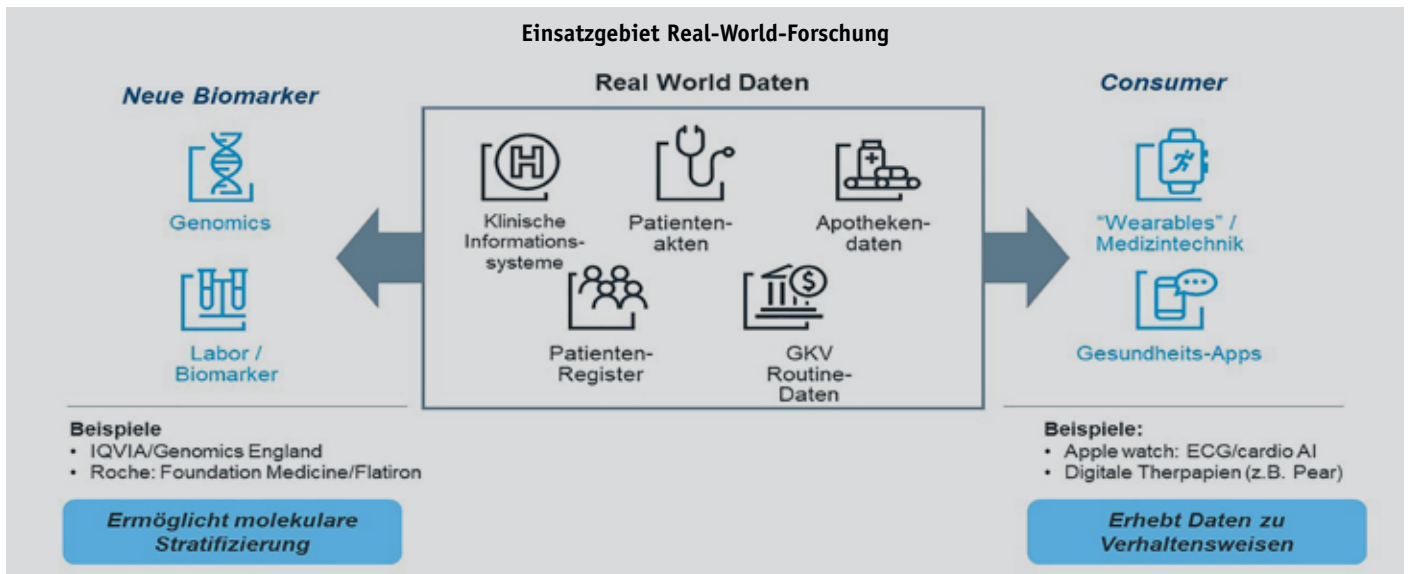 Einsatzgebiet Real-World-Forschung
Neue Biomarker
Genomics
Labor /
Biomarker
Beispiele
• IQVIA/Genomics England
• Roche: Foundation Medicine/Flatiron
Ermöglicht molekulare
Stratifizierung
Real World Daten
H
Klinische
Informations-
systeme
Patienten-
akten
Apotheken-
daten
Patienten-
Register
$
GKV
Routine-
Daten
Consumer
"Wearables" /
Medizintechnik
Gesundheits-Apps
Beispiele:
• Apple watch: ECG/cardio AI
• Digitale Therpapien (z.B. Pear)
Erhebt Daten zu
Verhaltensweisen